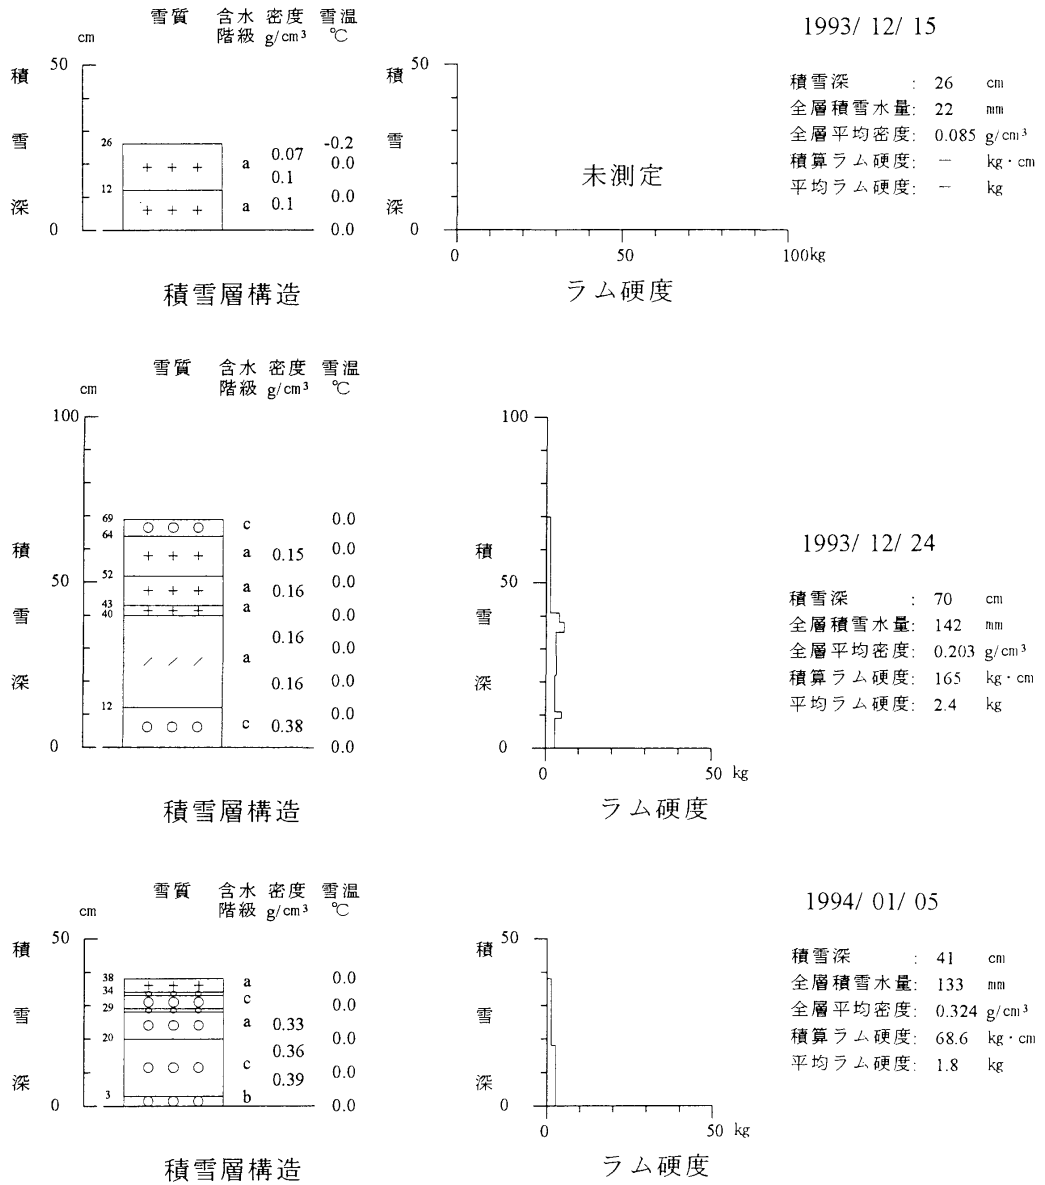 雪質 含水 密度 雪温
階級 g/cm³ ℃
cm
1993/ 12/ 15
50
50
積
積
積雪深 : 26 cm
全層積雪水量: 22 mm
全層平均密度: 0.085 g/cm³
積算ラム硬度: － kg・cm
平均ラム硬度: － kg
雪
雪
26 -0.2
a 0.07 0.0
0.1
12 0.0
a 0.1
未測定
深
深
0 0.0
0
0 50 100kg
積雪層構造
ラム硬度
雪質 含水 密度 雪温
階級 g/cm³ ℃
cm
100
100
69 c 0.0
64
a 0.15 0.0
積
積
1993/ 12/ 24
52
50 a 0.16 0.0
50
43 a
40 0.0
雪
雪
積雪深 : 70 cm
全層積雪水量: 142 mm
全層平均密度: 0.203 g/cm³
積算ラム硬度: 165 kg・cm
平均ラム硬度: 2.4 kg
0.16
a 0.0
深
深
0.16 0.0
12 0.0
c 0.38
0 0.0
0
0 50 kg
積雪層構造
ラム硬度
雪質 含水 密度 雪温
階級 g/cm³ ℃
cm
1994/ 01/ 05
50
50
積
積
積雪深 : 41 cm
全層積雪水量: 133 mm
全層平均密度: 0.324 g/cm³
積算ラム硬度: 68.6 kg・cm
平均ラム硬度: 1.8 kg
38 a 0.0
34 c
29 0.0
雪
雪
a 0.33
20
0.36
c 0.0
深
深
0.39
3 b
0 0.0
0
0 50 kg
積雪層構造
ラム硬度